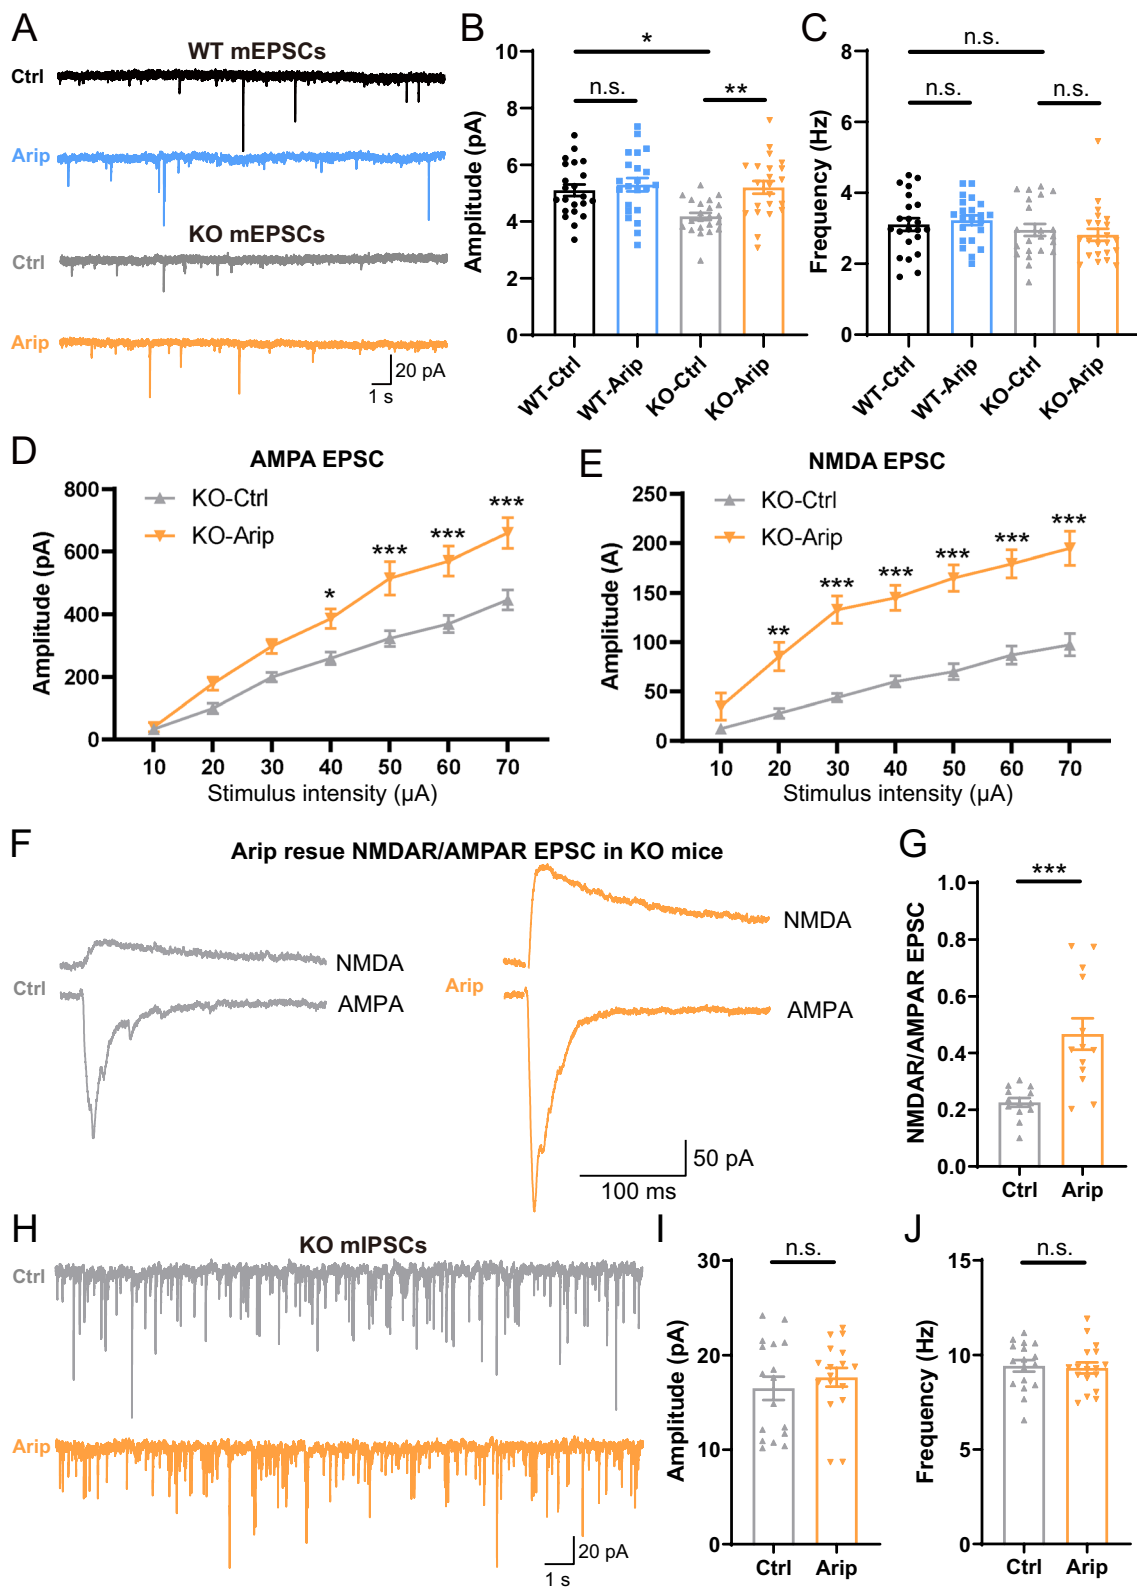 A
WT mEPSCs
Ctrl
Arip
KO mEPSCs
Ctrl
Arip
20 pA
1 s
B
Amplitude (pA)
10
8
6
4
2
0
*
n.s.
**
WT-Ctrl
WT-Arip
KO-Ctrl
KO-Arip
C
Frequency (Hz)
8
6
4
2
0
n.s.
n.s.
n.s.
WT-Ctrl
WT-Arip
KO-Ctrl
KO-Arip
D
AMPA EPSC
KO-Ctrl
KO-Arip
Amplitude (pA)
800
600
400
200
0
*
***
***
***
10 20 30 40 50 60 70
Stimulus intensity (µA)
E
NMDA EPSC
KO-Ctrl
KO-Arip
Amplitude (A)
250
200
150
100
50
0
**
***
***
***
***
***
10 20 30 40 50 60 70
Stimulus intensity (µA)
F
Arip resue NMDAR/AMPAR EPSC in KO mice
Ctrl
NMDA
AMPA
Arip
NMDA
AMPA
50 pA
100 ms
G
NMDAR/AMPAR EPSC
1.0
0.8
0.6
0.4
0.2
0.0
***
Ctrl Arip
H
KO mIPSCs
Ctrl
Arip
20 pA
1 s
I
Amplitude (pA)
30
20
10
0
n.s.
Ctrl Arip
J
Frequency (Hz)
15
10
5
0
n.s.
Ctrl Arip